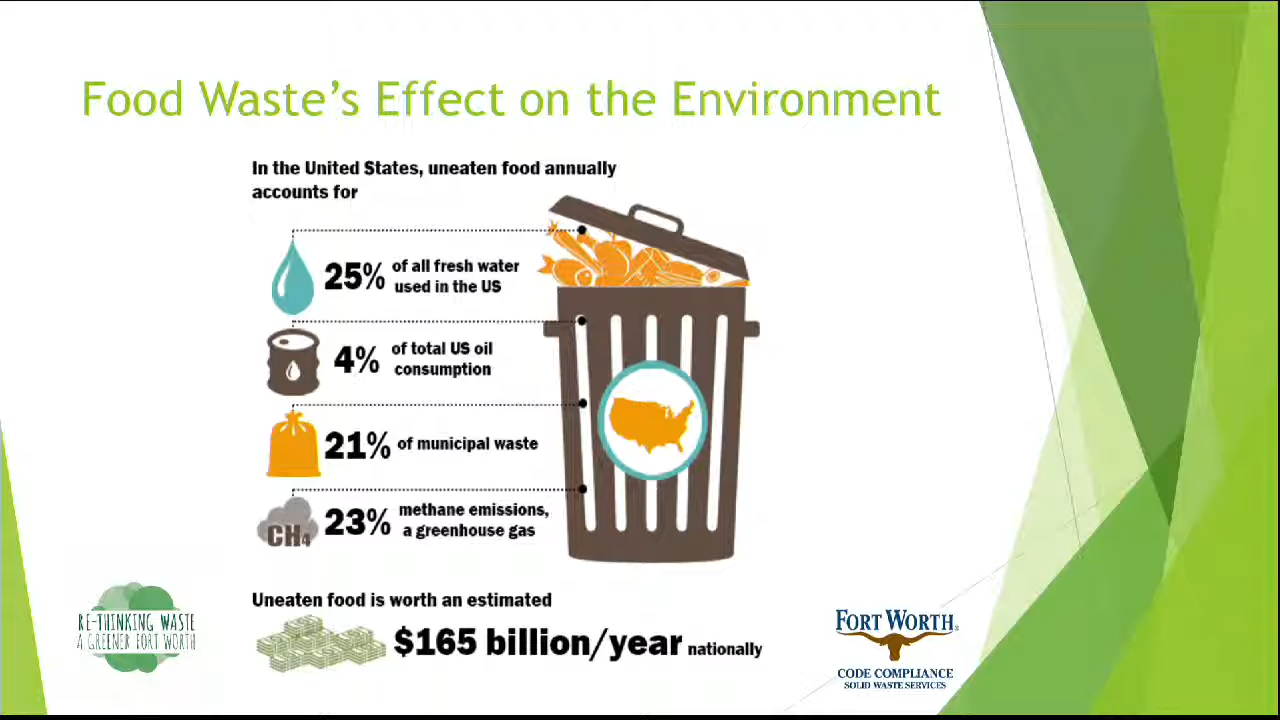 Food Waste's Effect on the Environment
In the United States, uneaten food annually
accounts for
25% of all fresh water
used in the US
4% of total US oil
consumption
21% of municipal waste
CH4 23% methane emissions,
a greenhouse gas
Uneaten food is worth an estimated
$165 billion/year nationally
RE-THINKING WASTE
A GREENER FORT WORTH
FORT WORTH®
CODE COMPLIANCE
SOLID WASTE SERVICES